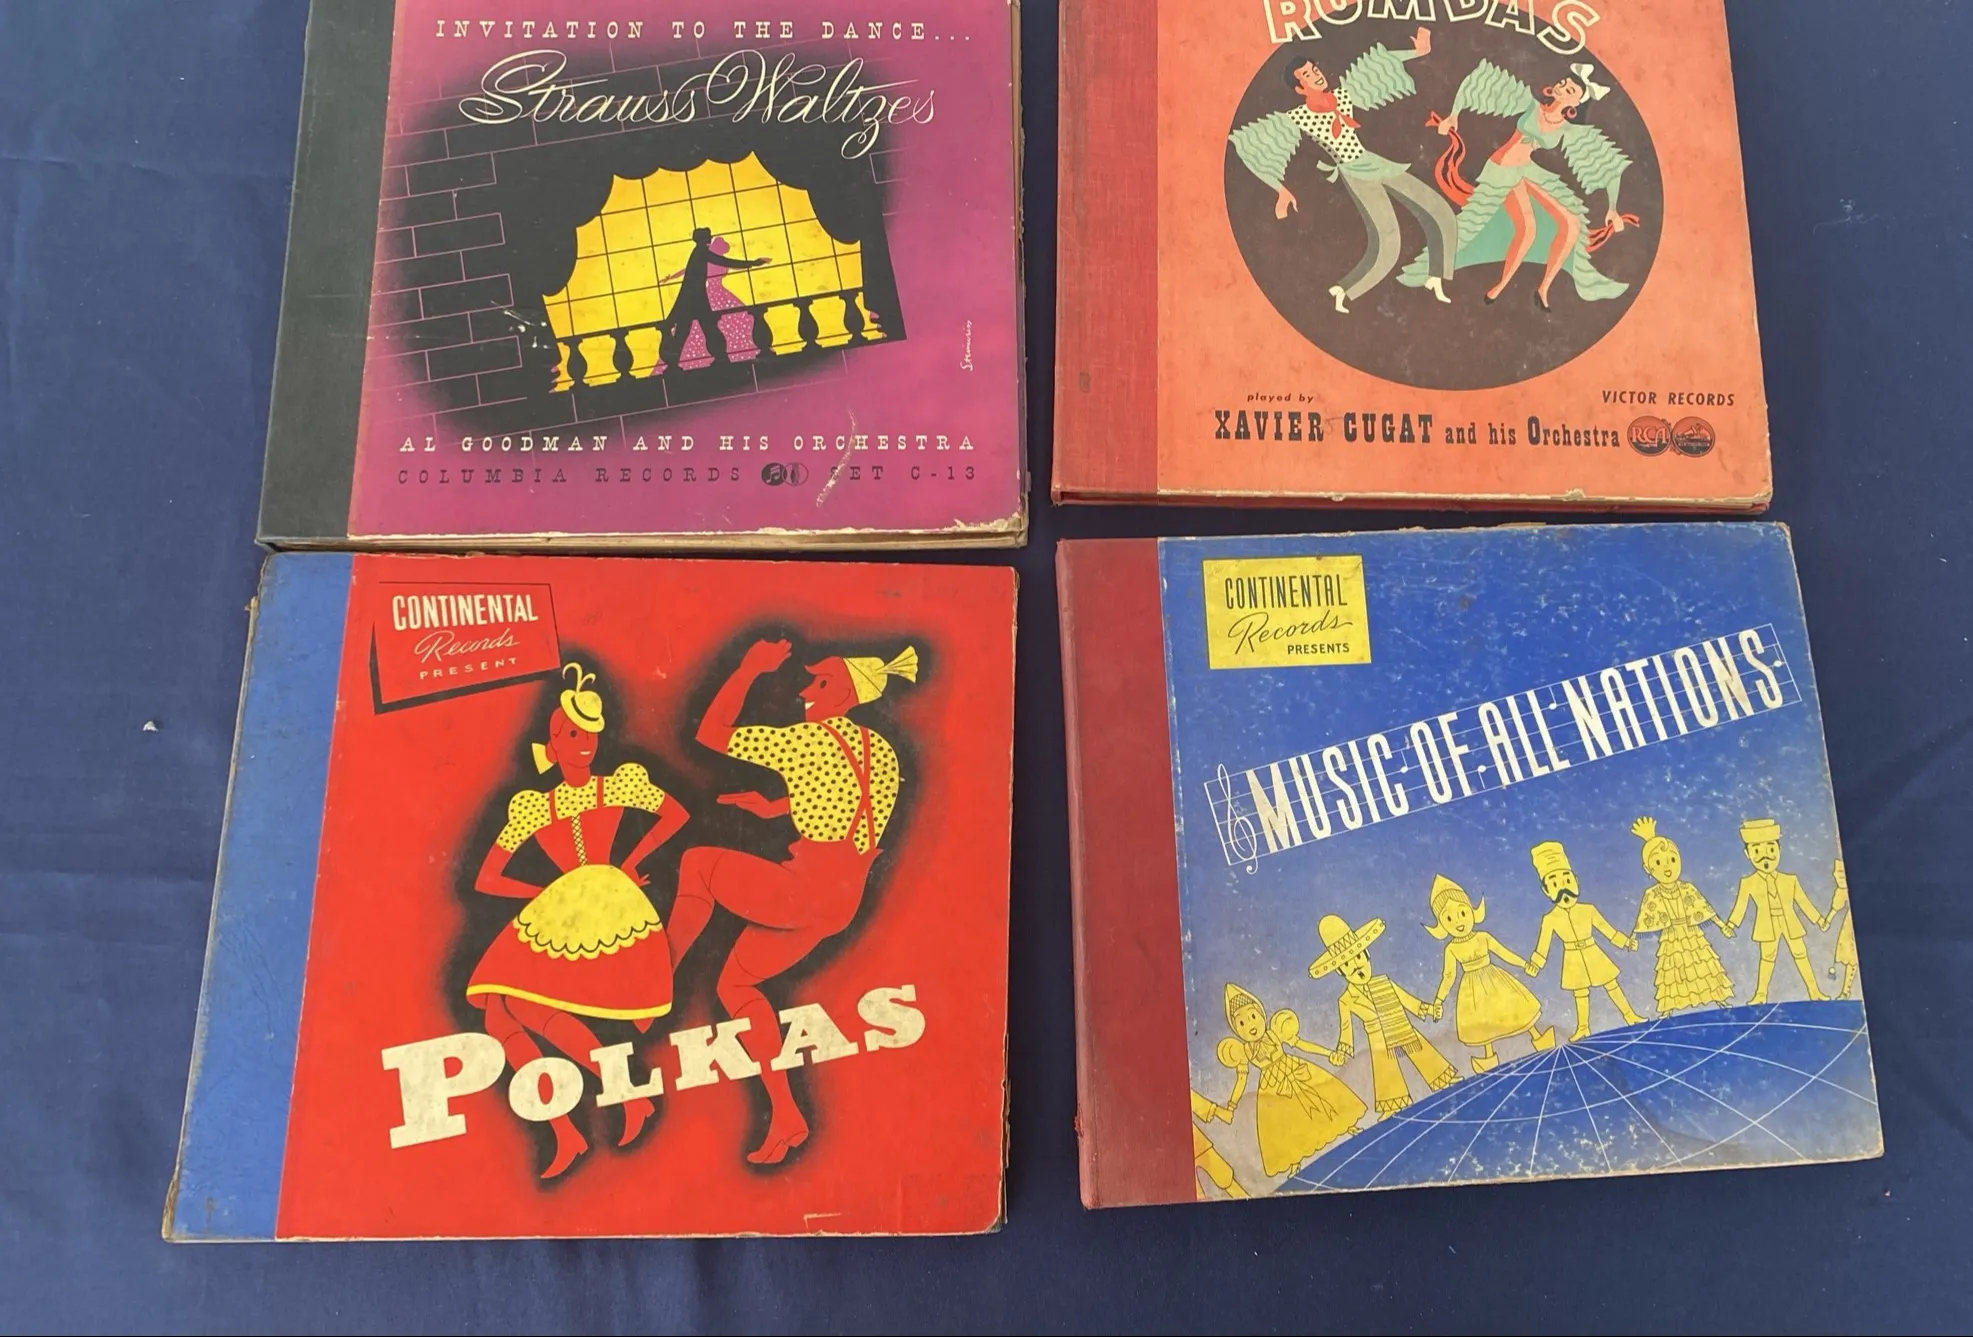 INVITATION TO THE DANCE...
Strauss Waltzes
AL GOODMAN AND HIS ORCHESTRA
COLUMBIA RECORDS SET C-13
RUMBAS
played by
XAVIER CUGAT and his Orchestra
VICTOR RECORDS
RCA
CONTINENTAL
Records
PRESENT
POLKAS
CONTINENTAL
Records
PRESENTS
MUSIC OF ALL NATIONS